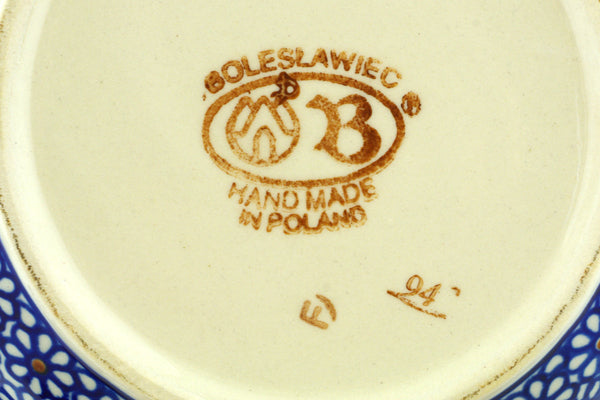 BOLESLAWIEC ®
B
HAND MADE
IN POLAND
F) 94